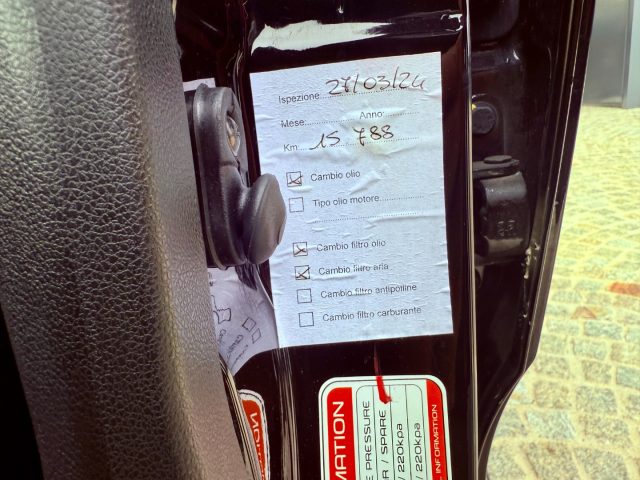 Ispezione: 27/03/24
Mese: Anno:
Km: 15 788
Cambio olio
Tipo olio motore
Cambio filtro olio
Cambio filtro aria
Cambio filtro antipolline
Cambio filtro carburante
MATION
E PRESSURE
R / SPARE
/ 220kPa
/ 220kPa
INFORMATION